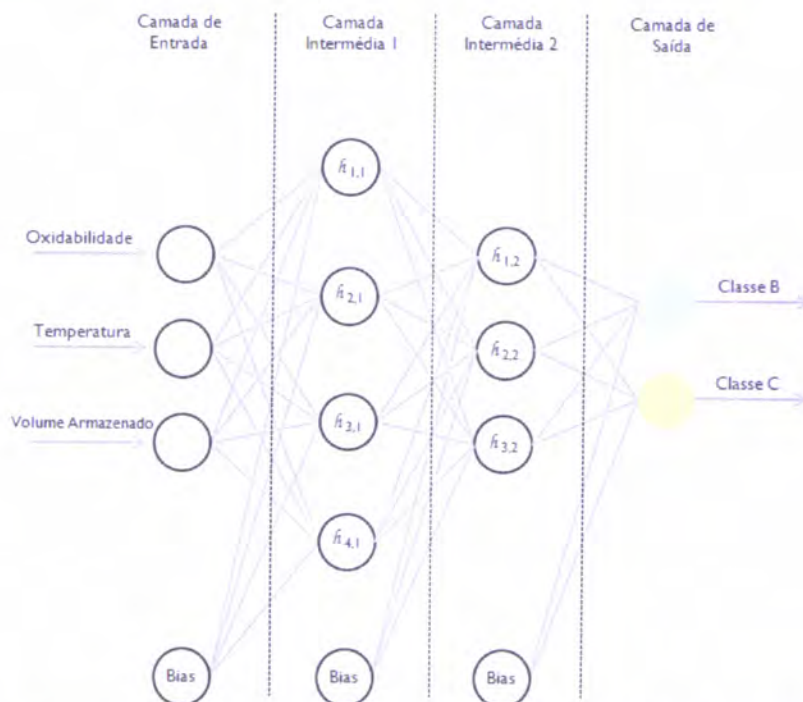 Camada de
Entrada
Camada
Intermédia 1
Camada
Intermédia 2
Camada de
Saída
Oxidabilidade
Temperatura
Volume Armazenado
h1,1
h2,1
h3,1
h4,1
h1,2
h2,2
h3,2
Classe B
Classe C
Bias
Bias
Bias